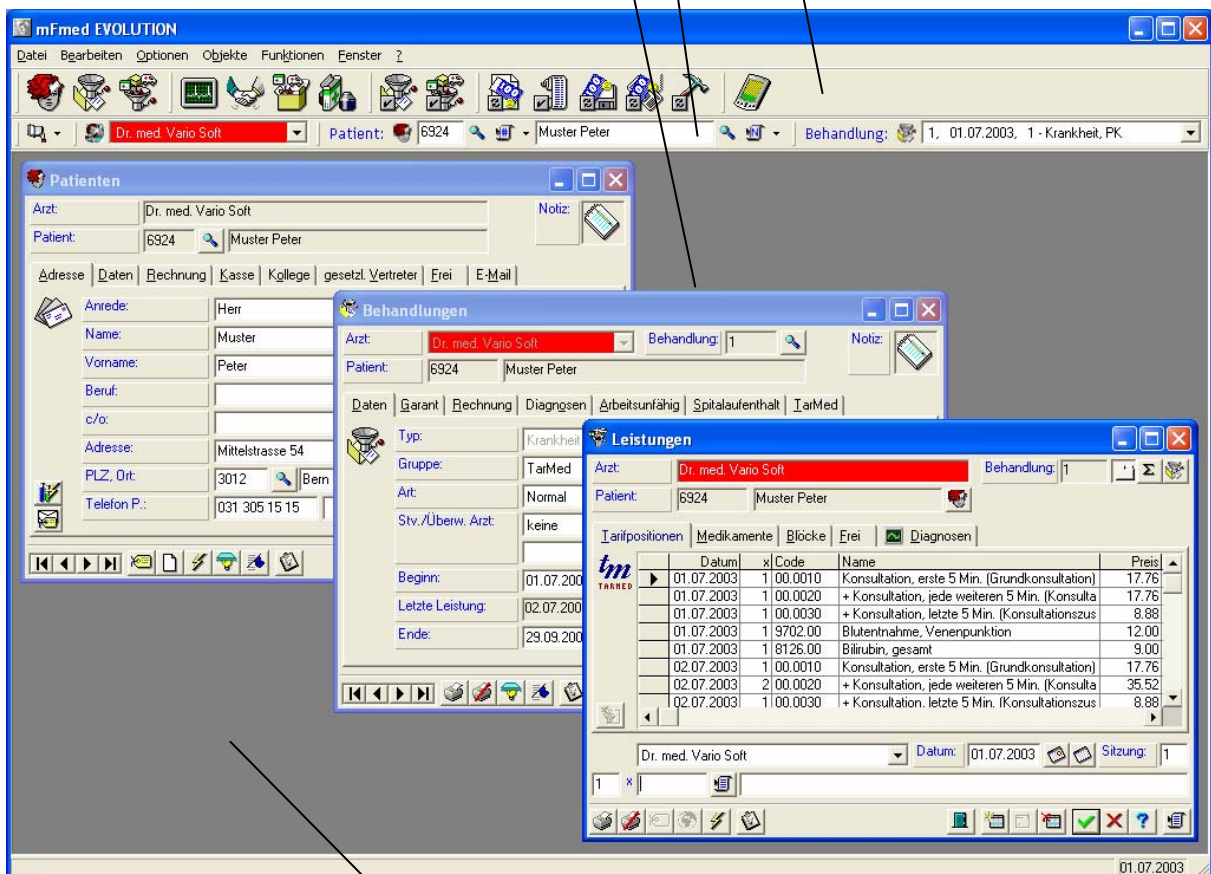 mFmed EVOLUTION
Datei Bearbeiten Optionen Objekte Funktionen Fenster ?
Dr. med. Vario Soft Patient: 6924 Muster Peter Behandlung: 1, 01.07.2003, 1 - Krankheit, PK
Patienten
Arzt: Dr. med. Vario Soft Notiz:
Patient: 6924 Muster Peter
Adresse Daten Rechnung Kasse Kollege gesetzl. Vertreter Frei E-Mail
Anrede: Herr
Name: Muster
Vorname: Peter
Beruf:
c/o:
Adresse: Mittelstrasse 54
PLZ, Ort: 3012 Bern
Telefon P.: 031 305 15 15
Behandlungen
Arzt: Dr. med. Vario Soft Behandlung: 1 Notiz:
Patient: 6924 Muster Peter
Daten Garant Rechnung Diagnosen Arbeitsunfähig Spitalaufenthalt TarMed
Typ: Krankheit
Gruppe: TarMed
Art: Normal
Stv./Überw. Arzt: keine
Beginn: 01.07.200
Letzte Leistung: 02.07.200
Ende: 29.09.200
Leistungen
Arzt: Dr. med. Vario Soft Behandlung: 1 Σ
Patient: 6924 Muster Peter
Tarifpositionen Medikamente Blöcke Frei Diagnosen
tm TARMED
Datum x Code Name Preis
01.07.2003 1 00.0010 Konsultation, erste 5 Min. (Grundkonsultation) 17.76
01.07.2003 1 00.0020 + Konsultation, jede weiteren 5 Min. (Konsulta 17.76
01.07.2003 1 00.0030 + Konsultation, letzte 5 Min. (Konsultationszus 8.88
01.07.2003 1 9702.00 Blutentnahme, Venenpunktion 12.00
01.07.2003 1 8126.00 Bilirubin, gesamt 9.00
02.07.2003 1 00.0010 Konsultation, erste 5 Min. (Grundkonsultation) 17.76
02.07.2003 2 00.0020 + Konsultation, jede weiteren 5 Min. (Konsulta 35.52
02.07.2003 1 00.0030 + Konsultation, letzte 5 Min. (Konsultationszus 8.88
Dr. med. Vario Soft Datum: 01.07.2003 Sitzung: 1
1 x
01.07.2003